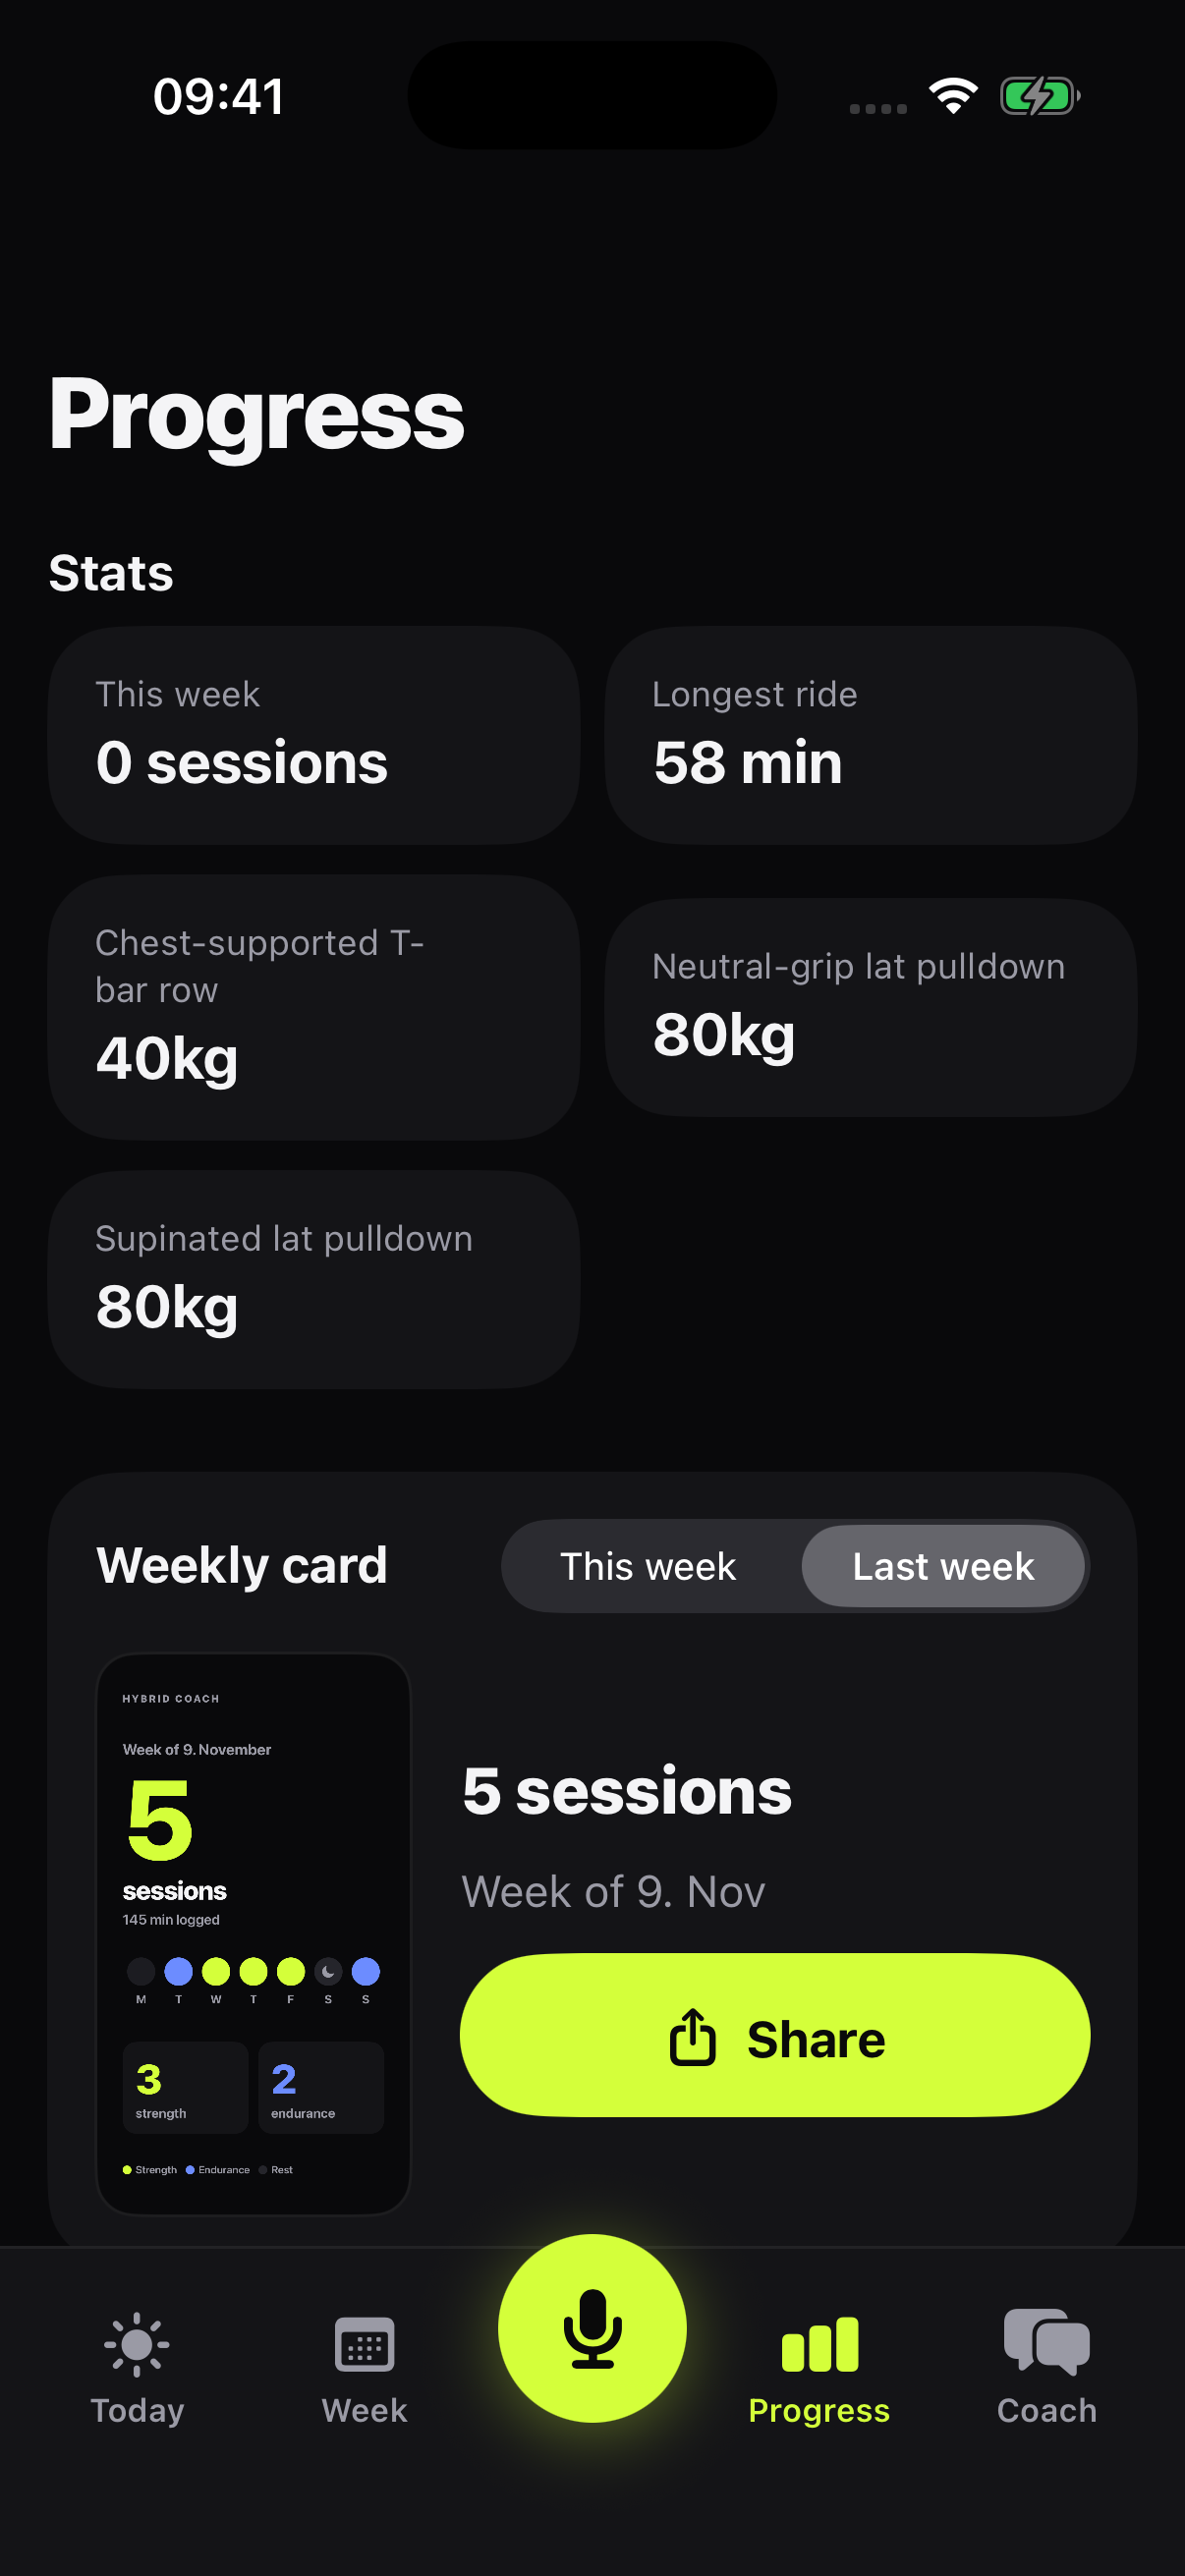 09:41
Progress
Stats
This week
0 sessions
Longest ride
58 min
Chest-supported T-
bar row
40kg
Neutral-grip lat pulldown
80kg
Supinated lat pulldown
80kg
Weekly card
This week
Last week
HYBRID COACH
Week of 9. November
5
sessions
145 min logged
M T W T F S S
3
strength
2
endurance
Strength Endurance Rest
5 sessions
Week of 9. Nov
Share
Today
Week
Progress
Coach